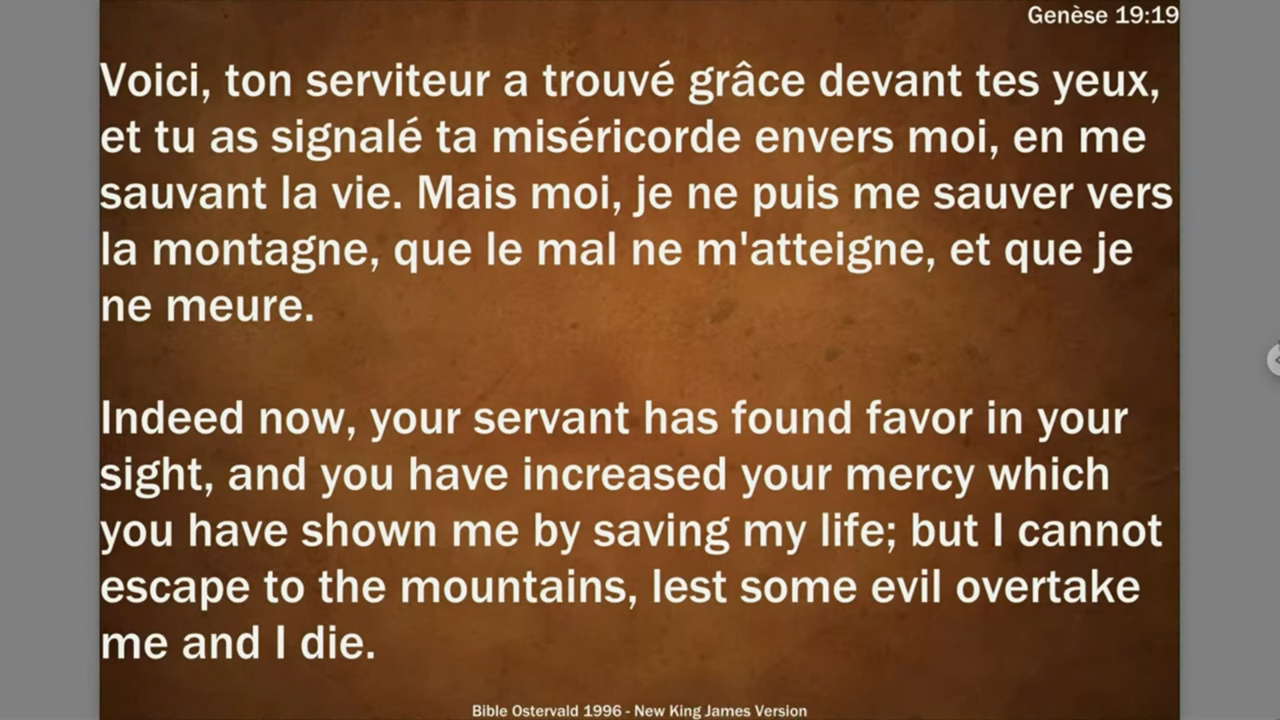 Genèse 19:19
Voici, ton serviteur a trouvé grâce devant tes yeux,
et tu as signalé ta miséricorde envers moi, en me
sauvant la vie. Mais moi, je ne puis me sauver vers
la montagne, que le mal ne m'atteigne, et que je
ne meure.
Indeed now, your servant has found favor in your
sight, and you have increased your mercy which
you have shown me by saving my life; but I cannot
escape to the mountains, lest some evil overtake
me and I die.
Bible Ostervald 1996 - New King James Version